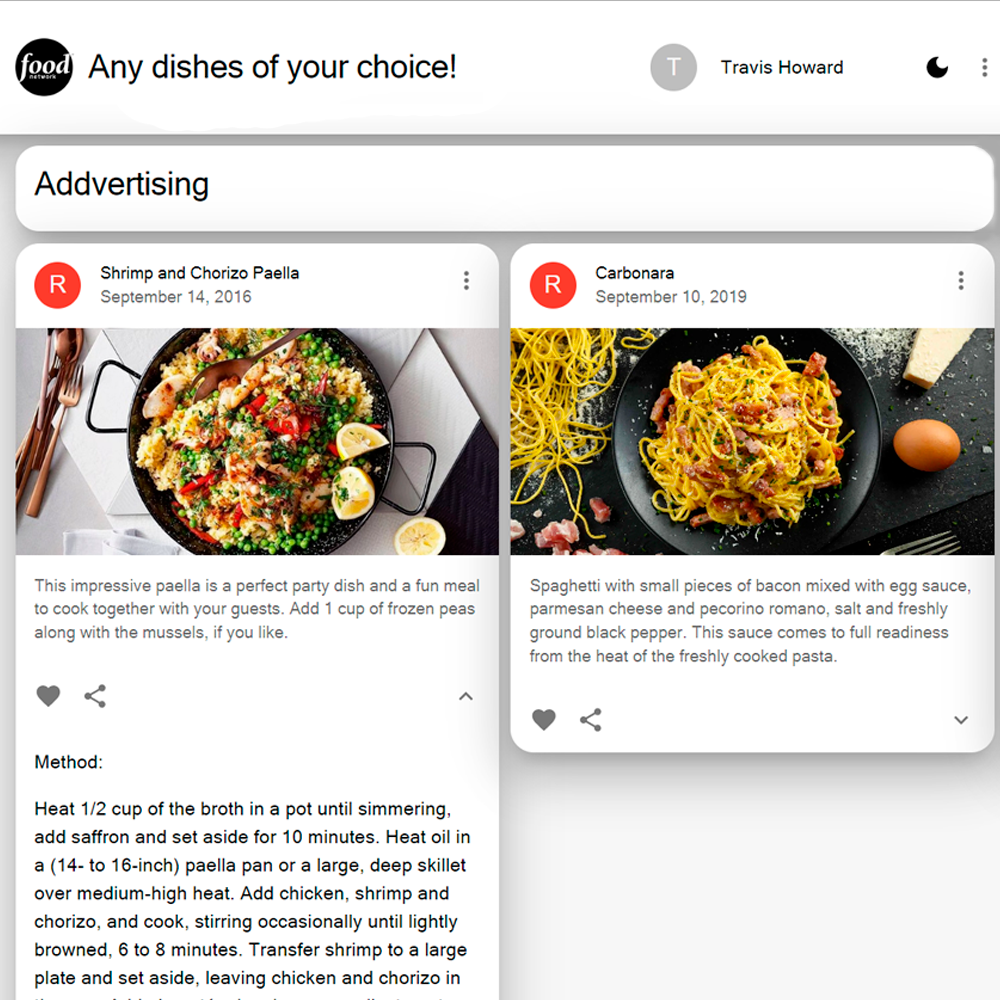 food
network
Any dishes of your choice!
T
Travis Howard
Addvertising
R
Shrimp and Chorizo Paella
September 14, 2016
This impressive paella is a perfect party dish and a fun meal
to cook together with your guests. Add 1 cup of frozen peas
along with the mussels, if you like.
Method:
Heat 1/2 cup of the broth in a pot until simmering,
add saffron and set aside for 10 minutes. Heat oil in
a (14- to 16-inch) paella pan or a large, deep skillet
over medium-high heat. Add chicken, shrimp and
chorizo, and cook, stirring occasionally until lightly
browned, 6 to 8 minutes. Transfer shrimp to a large
plate and set aside, leaving chicken and chorizo in
R
Carbonara
September 10, 2019
Spaghetti with small pieces of bacon mixed with egg sauce,
parmesan cheese and pecorino romano, salt and freshly
ground black pepper. This sauce comes to full readiness
from the heat of the freshly cooked pasta.